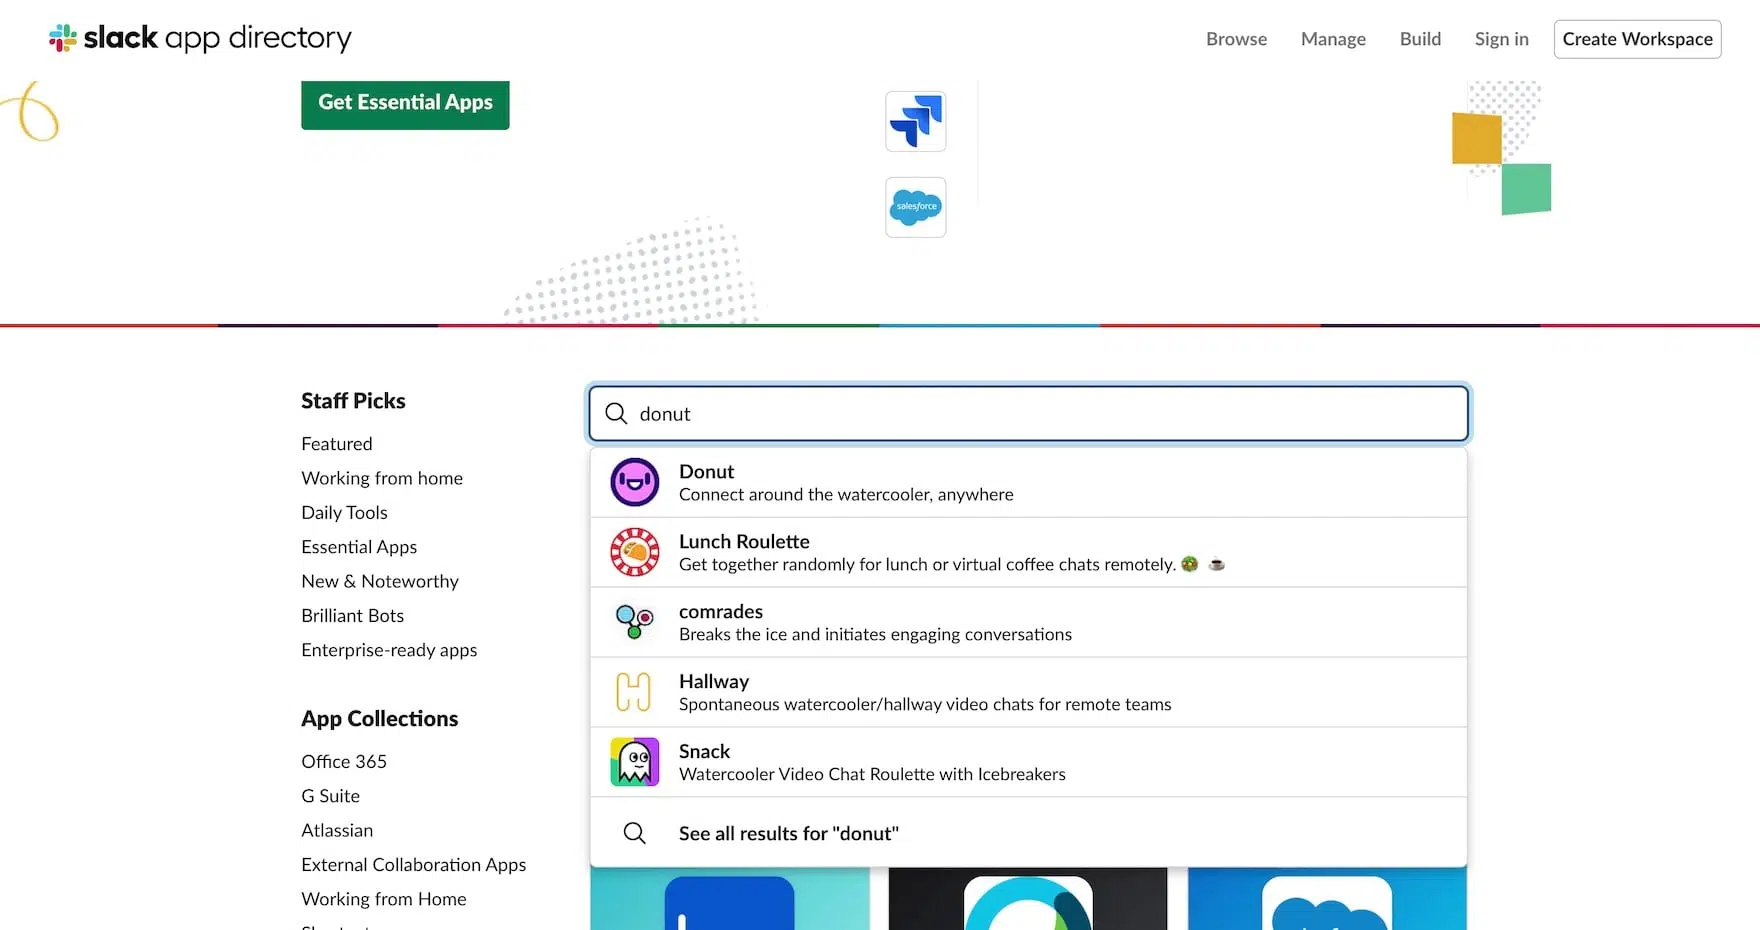 slack app directory
Browse
Manage
Build
Sign in
Create Workspace
Get Essential Apps
salesforce
Staff Picks
Featured
Working from home
Daily Tools
Essential Apps
New & Noteworthy
Brilliant Bots
Enterprise-ready apps
App Collections
Office 365
G Suite
Atlassian
External Collaboration Apps
Working from Home
donut
Donut
Connect around the watercooler, anywhere
Lunch Roulette
Get together randomly for lunch or virtual coffee chats remotely. 🥗 ☕
comrades
Breaks the ice and initiates engaging conversations
Hallway
Spontaneous watercooler/hallway video chats for remote teams
Snack
Watercooler Video Chat Roulette with Icebreakers
See all results for "donut"